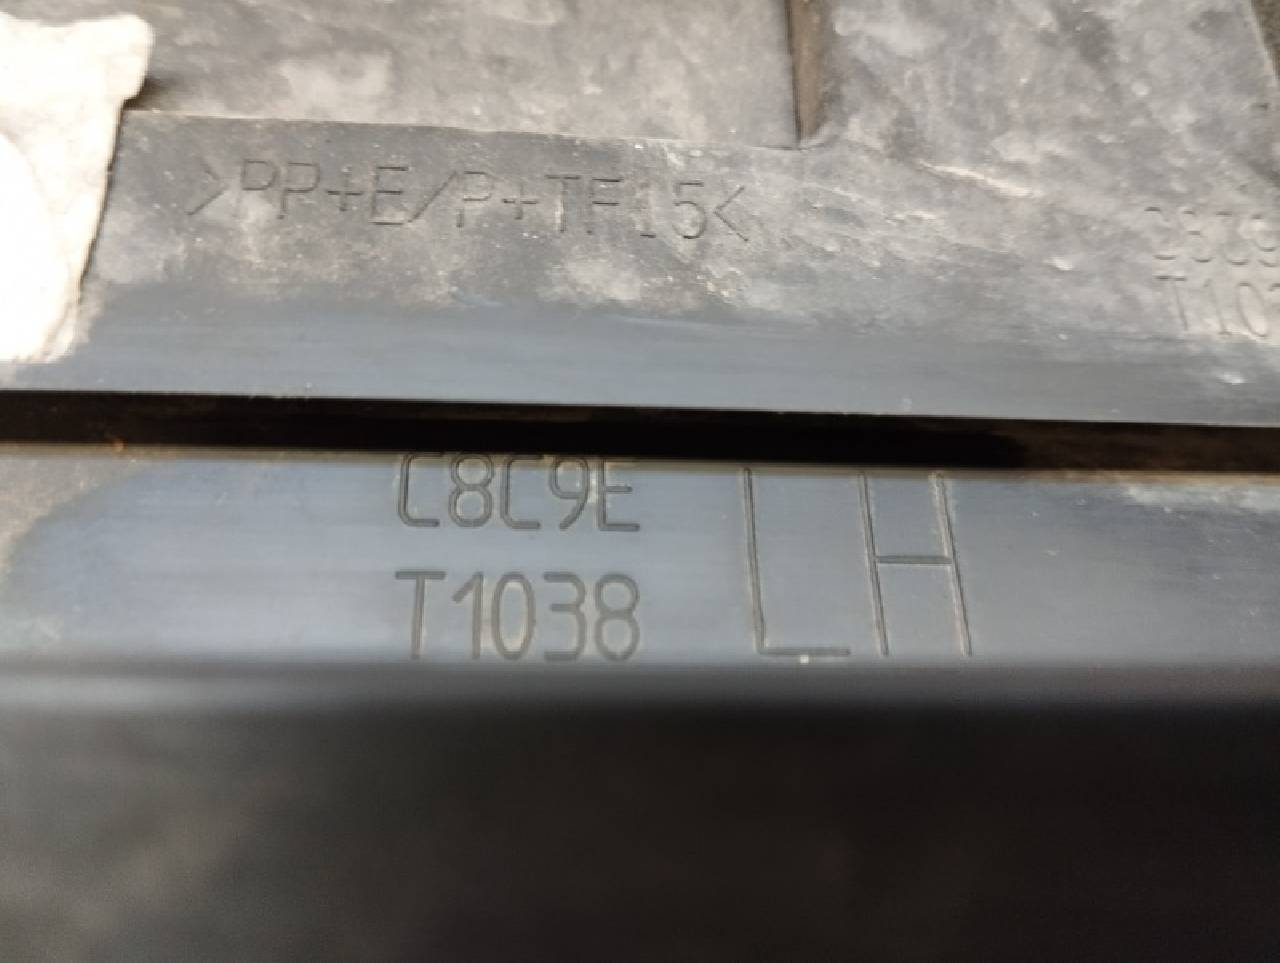 >PP+E/P+TF15<
C8C9E
T1038
LH